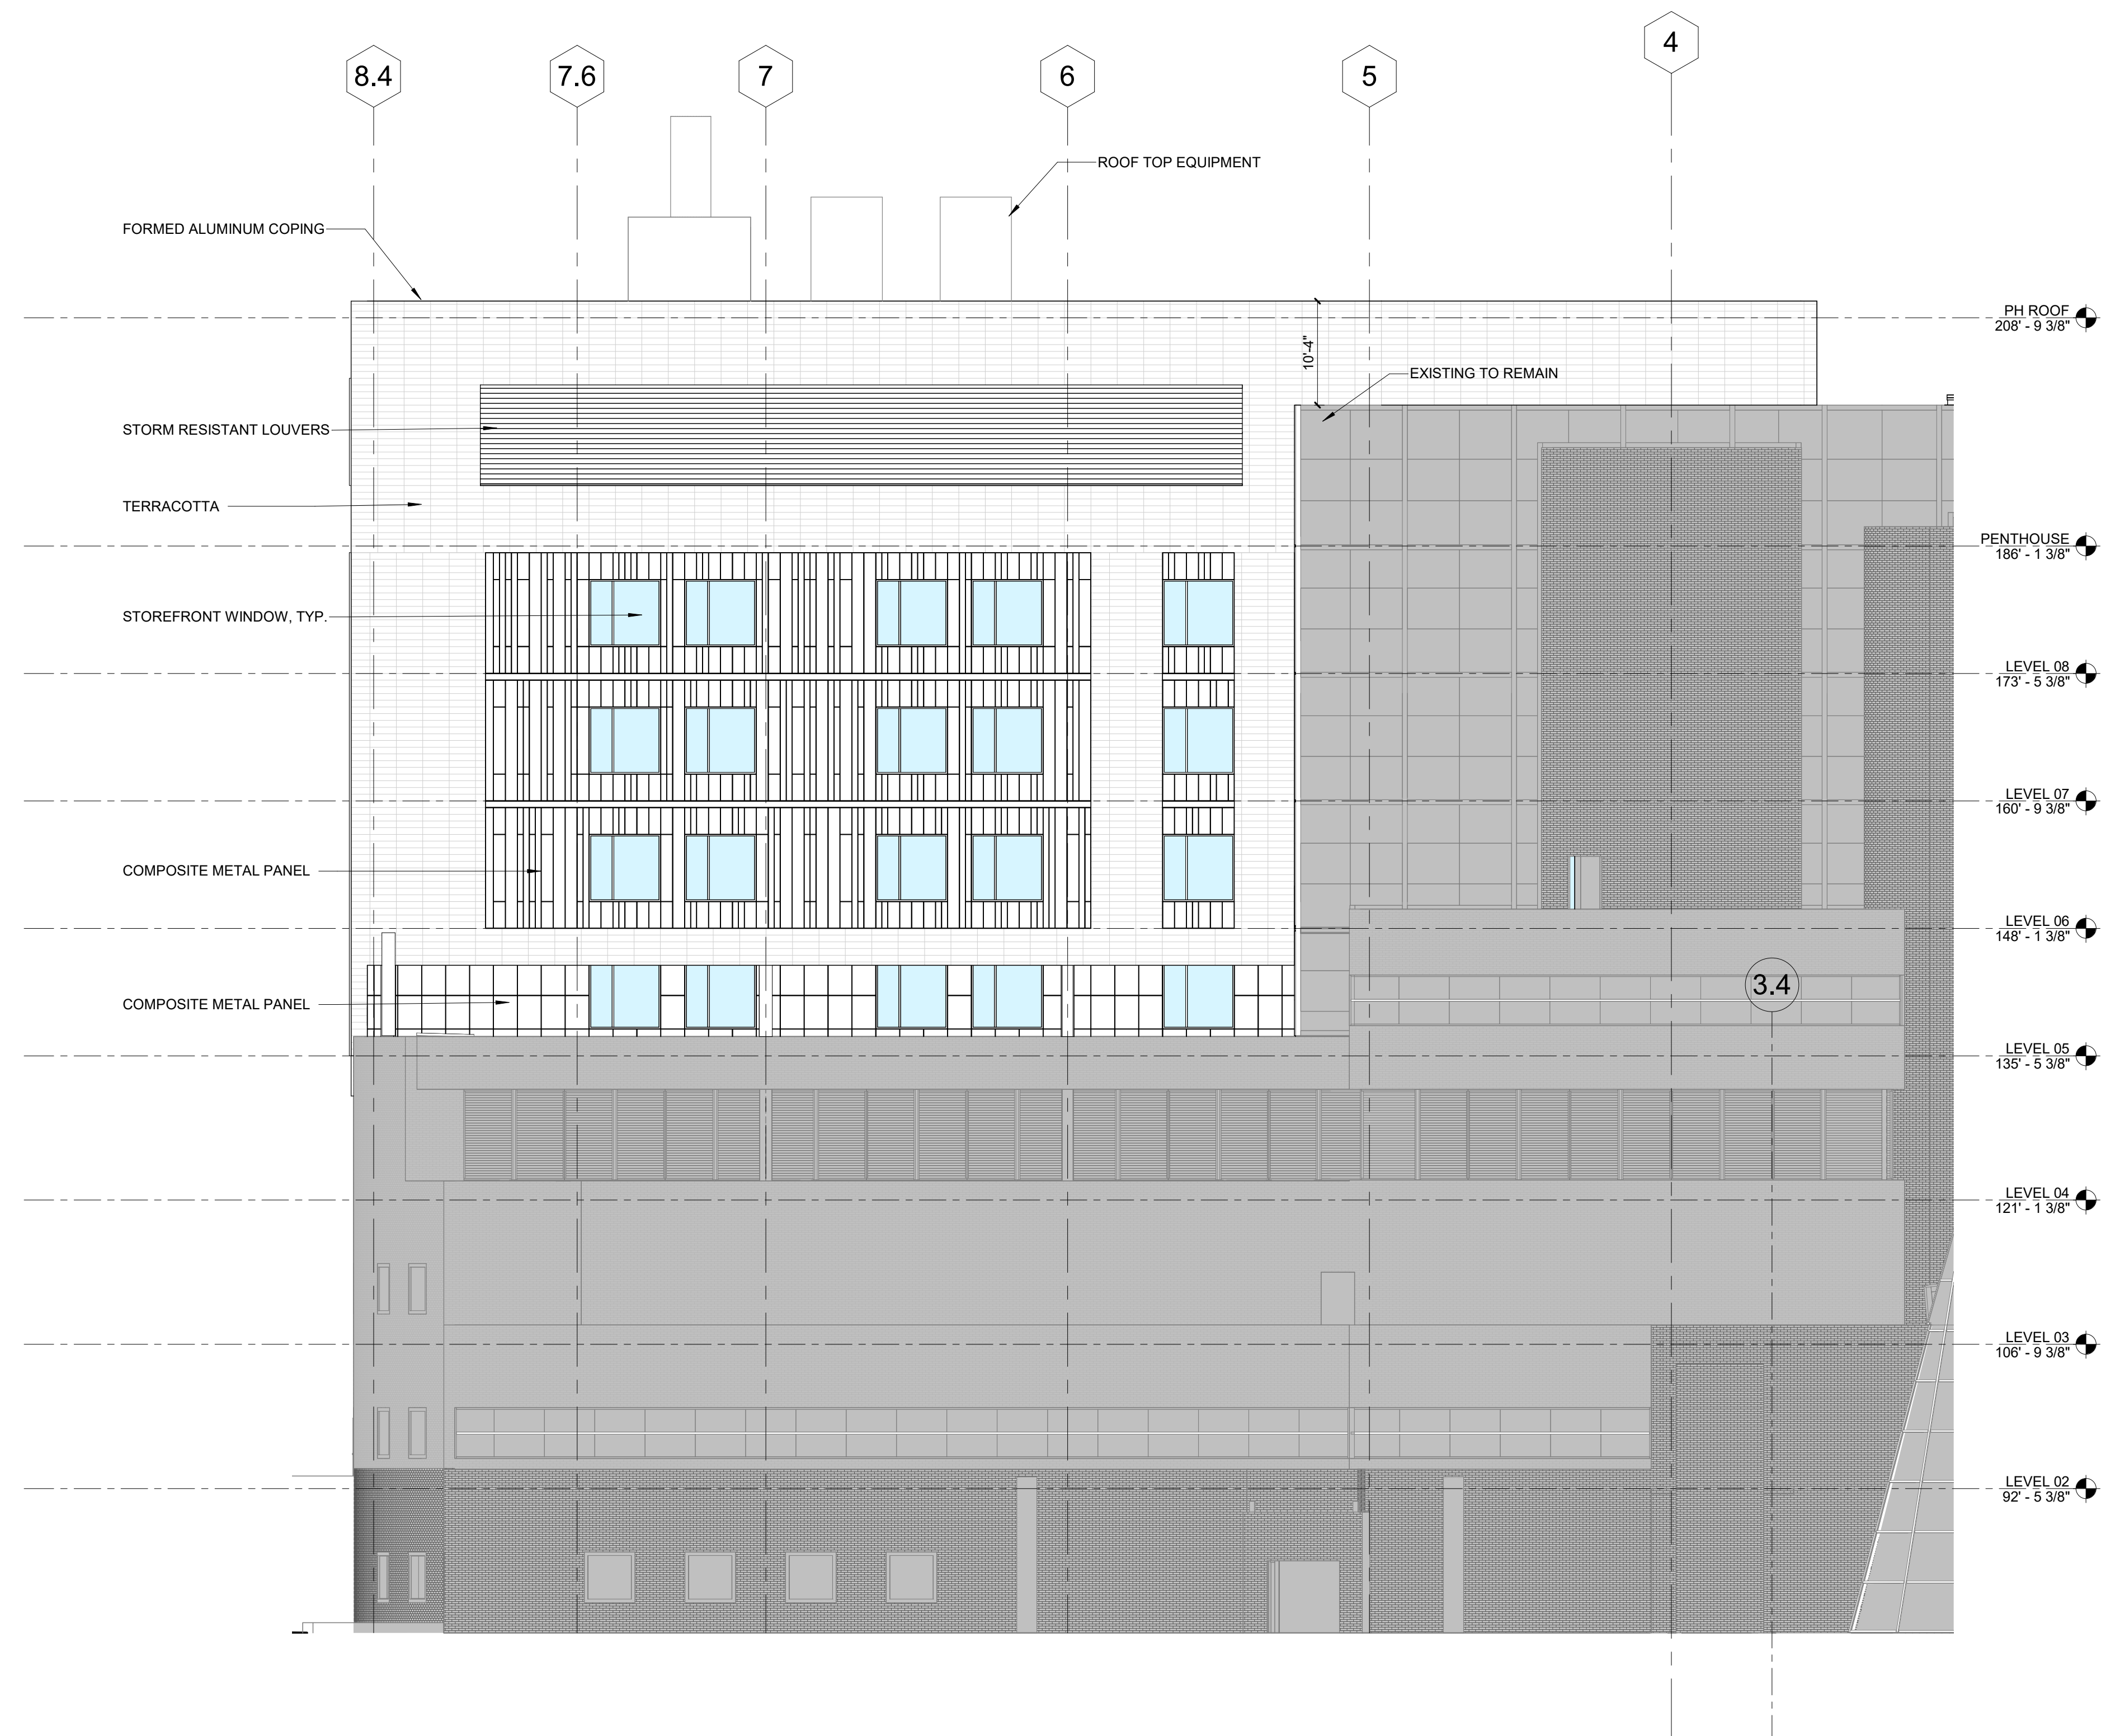 4
8.4
7.6
7
6
5
ROOF TOP EQUIPMENT
FORMED ALUMINUM COPING
PH ROOF
208' - 9 3/8"
10'-4"
EXISTING TO REMAIN
STORM RESISTANT LOUVERS
TERRACOTTA
PENTHOUSE
186' - 1 3/8"
STOREFRONT WINDOW, TYP.
LEVEL 08
173' - 5 3/8"
LEVEL 07
160' - 9 3/8"
COMPOSITE METAL PANEL
LEVEL 06
148' - 1 3/8"
3.4
COMPOSITE METAL PANEL
LEVEL 05
135' - 5 3/8"
LEVEL 04
121' - 1 3/8"
LEVEL 03
106' - 9 3/8"
LEVEL 02
92' - 5 3/8"